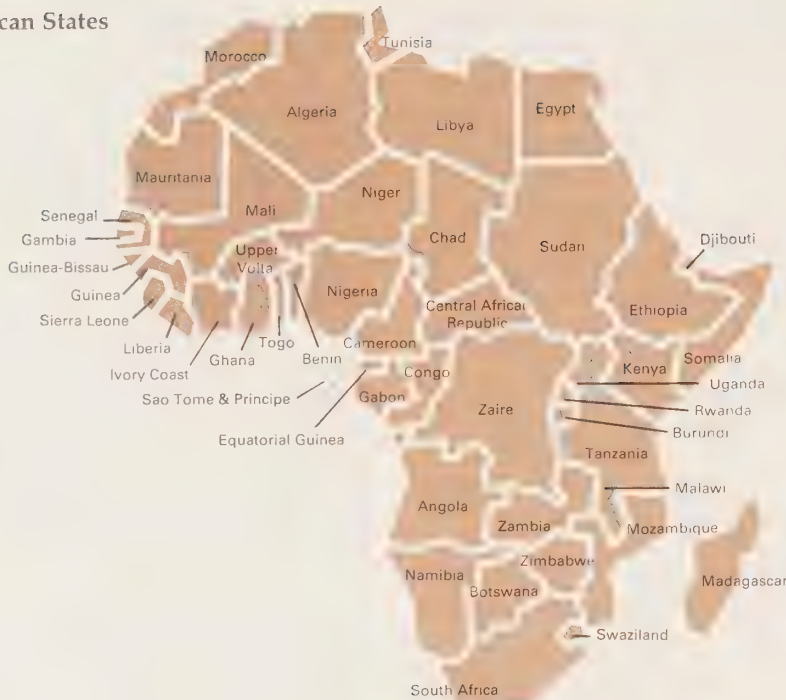 can States
Tunisia
Morocco
Algeria
Libya
Egypt
Mauritania
Niger
Mali
Senegal
Gambia
Chad
Sudan
Djibouti
Upper
Volta
Guinea-Bissau
Guinea
Nigeria
Central African
Republic
Ethiopia
Sierra Leone
Liberia
Togo
Cameroon
Ghana
Benin
Somalia
Kenya
Ivory Coast
Congo
Uganda
Sao Tome & Principe
Gabon
Zaire
Rwanda
Burundi
Equatorial Guinea
Tanzania
Malawi
Angola
Zambia
Mozambique
Zimbabwe
Namibia
Botswana
Madagascar
Swaziland
South Africa